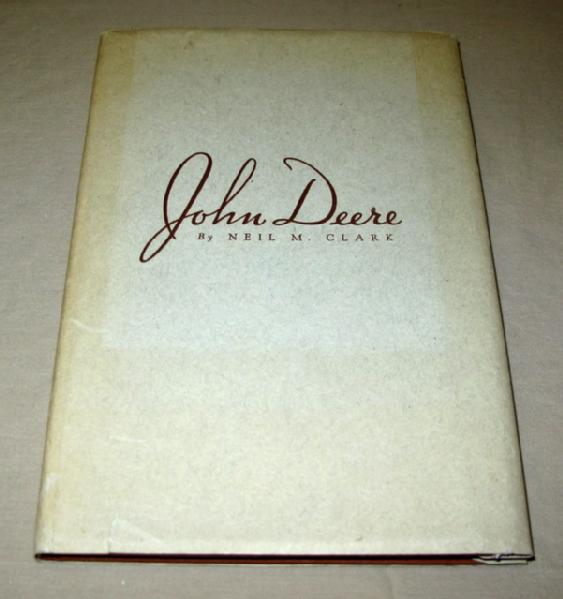 John Deere
By NEIL M. CLARK